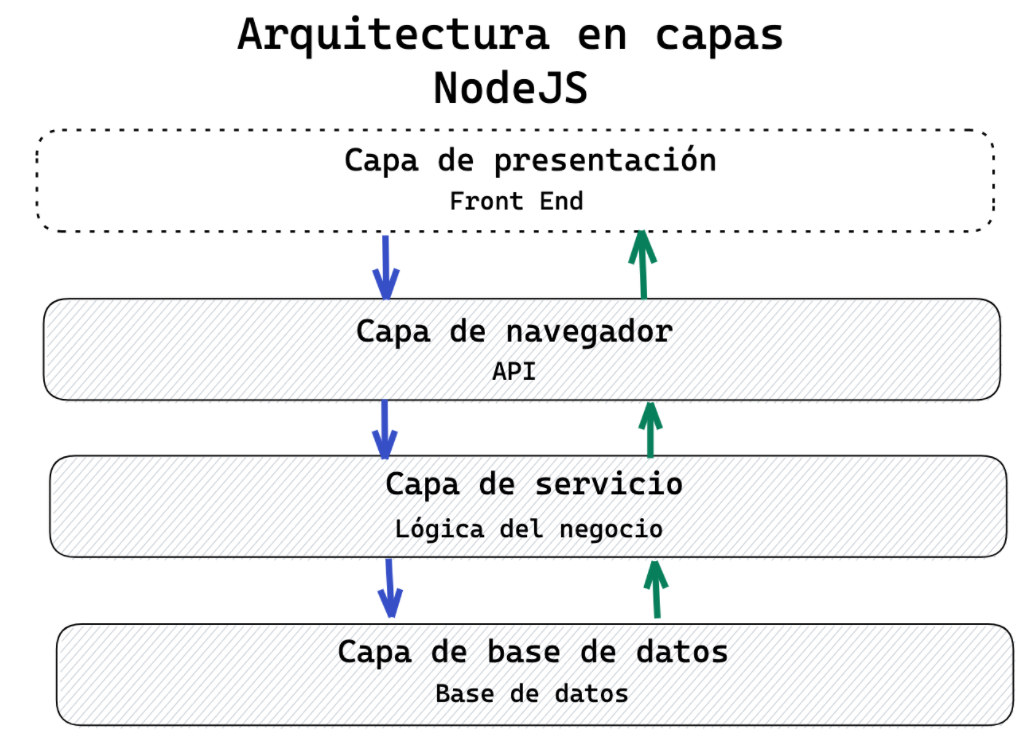 Arquitectura en capas
NodeJS
Capa de presentación
Front End
Capa de navegador
API
Capa de servicio
Lógica del negocio
Capa de base de datos
Base de datos